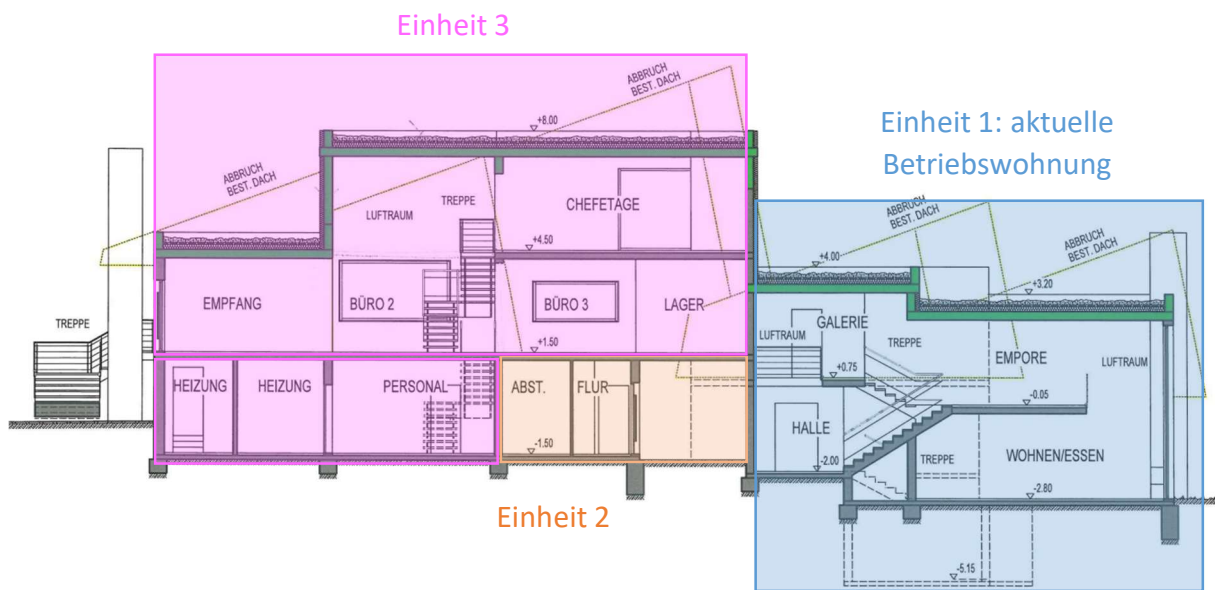 Einheit 3
ABBRUCH
BEST. DACH
+8.00
Einheit 1: aktuelle
Betriebswohnung
ABBRUCH
BEST. DACH
LUFTRAUM
TREPPE
CHEFETAGE
ABBRUCH
BEST. DACH
ABBRUCH
BEST. DACH
+4.50
+4.00
+3.20
EMPFANG
BÜRO 2
BÜRO 3
LAGER
TREPPE
GALERIE
LUFTRAUM
TREPPE
EMPORE
LUFTRAUM
+1.50
+0.75
HEIZUNG
HEIZUNG
PERSONAL
ABST.
FLUR
-0.05
HALLE
-1.50
-2.00
TREPPE
WOHNEN/ESSEN
-2.80
Einheit 2
-5.15